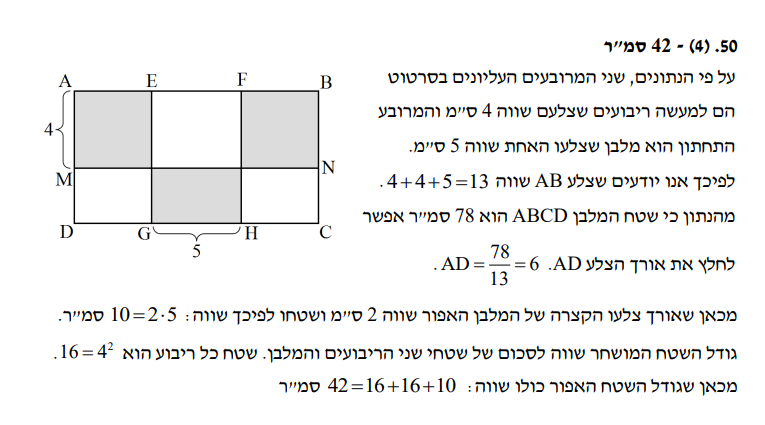 50. (4) - 42 סמ״ר
על פי הנתונים, שני המרובעים העליונים בסרטוט
הם למעשה ריבועים שצלעם שווה 4 ס״מ והמרובע
התחתון הוא מלבן שצלעו האחת שווה 5 ס״מ.
לפיכך אנו יודעים שצלע AB שווה 4+4+5=13.
מהנתון כי שטח המלבן ABCD הוא 78 סמ״ר אפשר
לחלץ את אורך הצלע AD. AD = 78/13 = 6.
A E F B
4
M N
D G H C
5
מכאן שאורך צלעו הקצרה של המלבן האפור שווה 2 ס״מ ושטחו לפיכך שווה: 10=2·5 סמ״ר.
גודל השטח המושחר שווה לסכום של שטחי שני הריבועים והמלבן. שטח כל ריבוע הוא 16=4².
מכאן שגודל השטח האפור כולו שווה: 42=16+16+10 סמ״ר